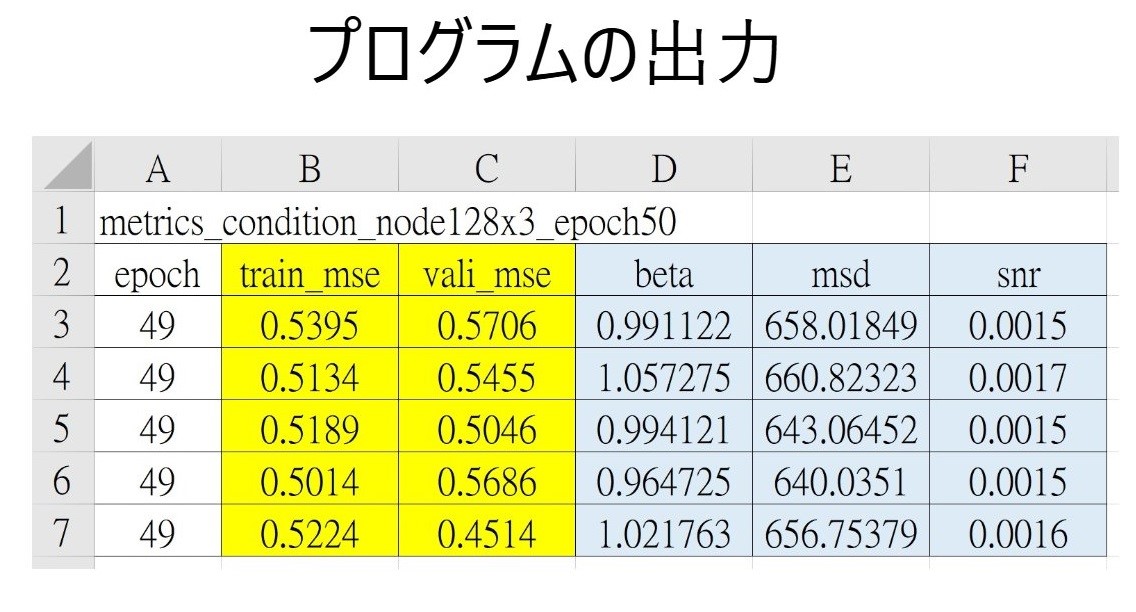 プログラムの出力
A B C D E F
1 metrics_condition_node128x3_epoch50
2 epoch train_mse vali_mse beta msd snr
3 49 0.5395 0.5706 0.991122 658.01849 0.0015
4 49 0.5134 0.5455 1.057275 660.82323 0.0017
5 49 0.5189 0.5046 0.994121 643.06452 0.0015
6 49 0.5014 0.5686 0.964725 640.0351 0.0015
7 49 0.5224 0.4514 1.021763 656.75379 0.0016